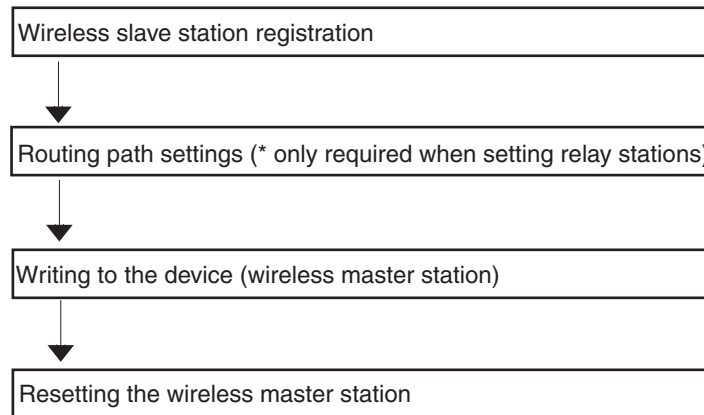 Wireless slave station registration
Routing path settings (* only required when setting relay stations)
Writing to the device (wireless master station)
Resetting the wireless master station